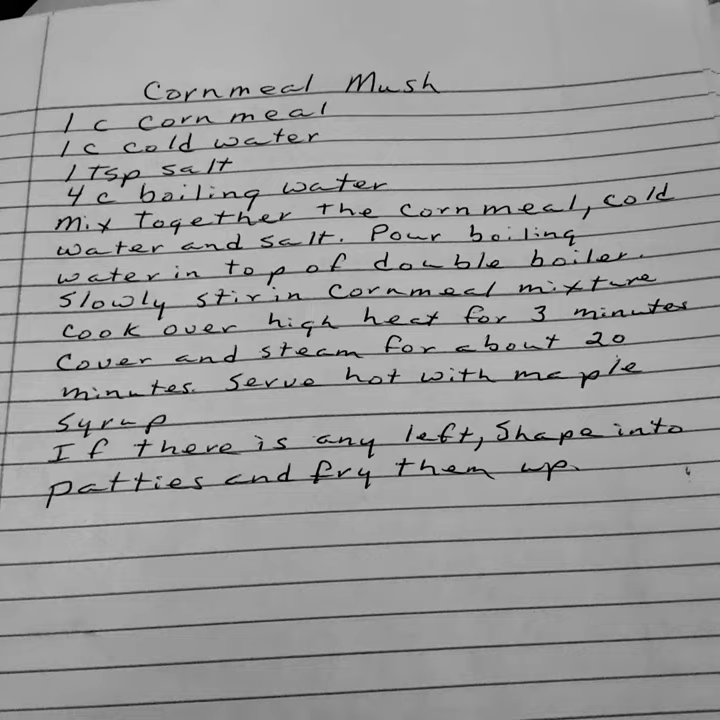 Cornmeal Mush
1 c cornmeal
1 c cold water
1 Tsp salt
4 c boiling water
Mix together the cornmeal, cold
water and salt. Pour boiling
water in top of double boiler.
Slowly stir in cornmeal mixture
Cook over high heat for 3 minutes
Cover and steam for about 20
minutes. Serve hot with maple
syrup
If there is any left, Shape into
patties and fry them up.